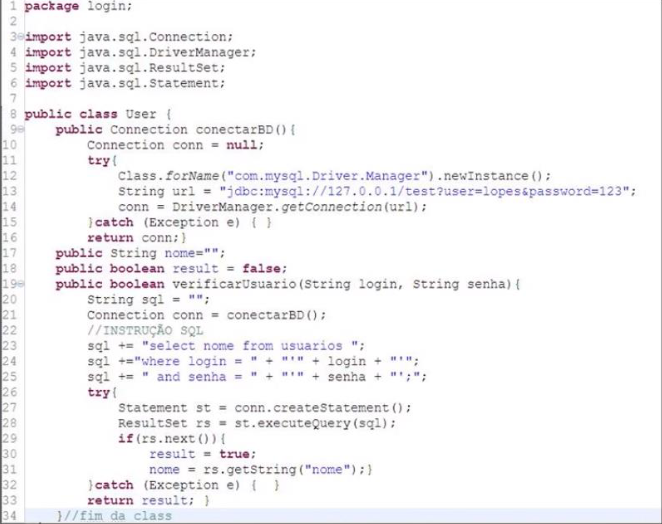 1 package login;
2
3 import java.sql.Connection;
4 import java.sql.DriverManager;
5 import java.sql.ResultSet;
6 import java.sql.Statement;
7
8 public class User {
9     public Connection conectarBD(){
10         Connection conn = null;
11         try{
12             Class.forName("com.mysql.Driver.Manager").newInstance();
13             String url = "jdbc:mysql://127.0.0.1/test?user=lopes&password=123";
14             conn = DriverManager.getConnection(url);
15         }catch (Exception e) { }
16         return conn;}
17     public String nome="";
18     public boolean result = false;
19     public boolean verificarUsuario(String login, String senha){
20         String sql = "";
21         Connection conn = conectarBD();
22         //INSTRUÇÃO SQL
23         sql += "select nome from usuarios ";
24         sql +="where login = " + "'" + login + "'";
25         sql += " and senha = " + "'" + senha + "';";
26         try{
27             Statement st = conn.createStatement();
28             ResultSet rs = st.executeQuery(sql);
29             if(rs.next()){
30                 result = true;
31                 nome = rs.getString("nome");}
32         }catch (Exception e) {  }
33         return result; }
34     }//fim da class